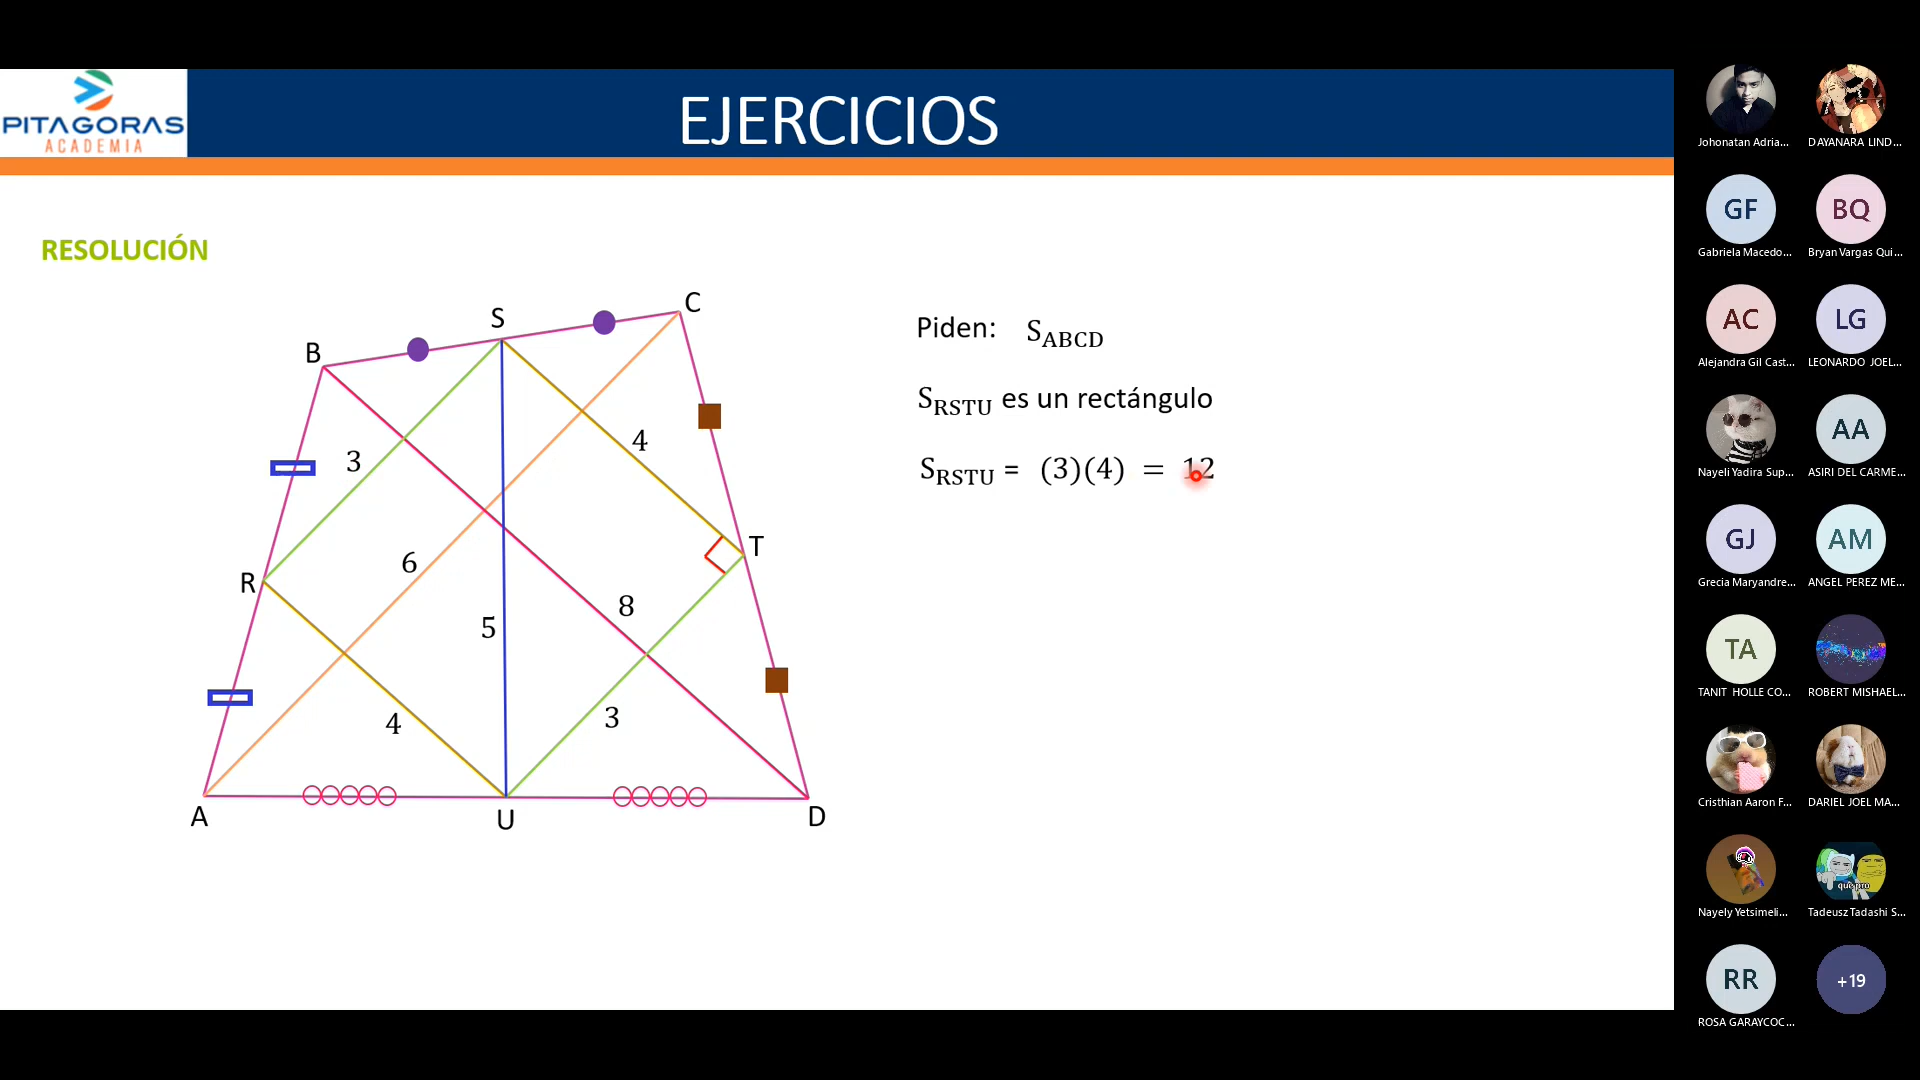 PITAGORAS
ACADEMIA
EJERCICIOS
RESOLUCIÓN
B
S
C
3
4
R
T
6
5
8
4
3
A
U
D
Piden: S_ABCD
S_RSTU es un rectángulo
S_RSTU = (3)(4) = 12
Johonatan Adria...
DAYANARA LIND...
GF
Gabriela Macedo...
BQ
Bryan Vargas Qui...
AC
Alejandra Gil Cast...
LG
LEONARDO JOEL...
Nayeli Yadira Sup...
AA
ASIRI DEL CARME...
GJ
Grecia Maryandre...
AM
ANGEL PEREZ ME...
TA
TANIT HOLLE CO...
ROBERT MISHAEL...
Cristhian Aaron F...
DARIEL JOEL MA...
Nayely Yetsimeli...
que pro
Tadeusz Tadashi S...
RR
ROSA GARAYCOC...
+19